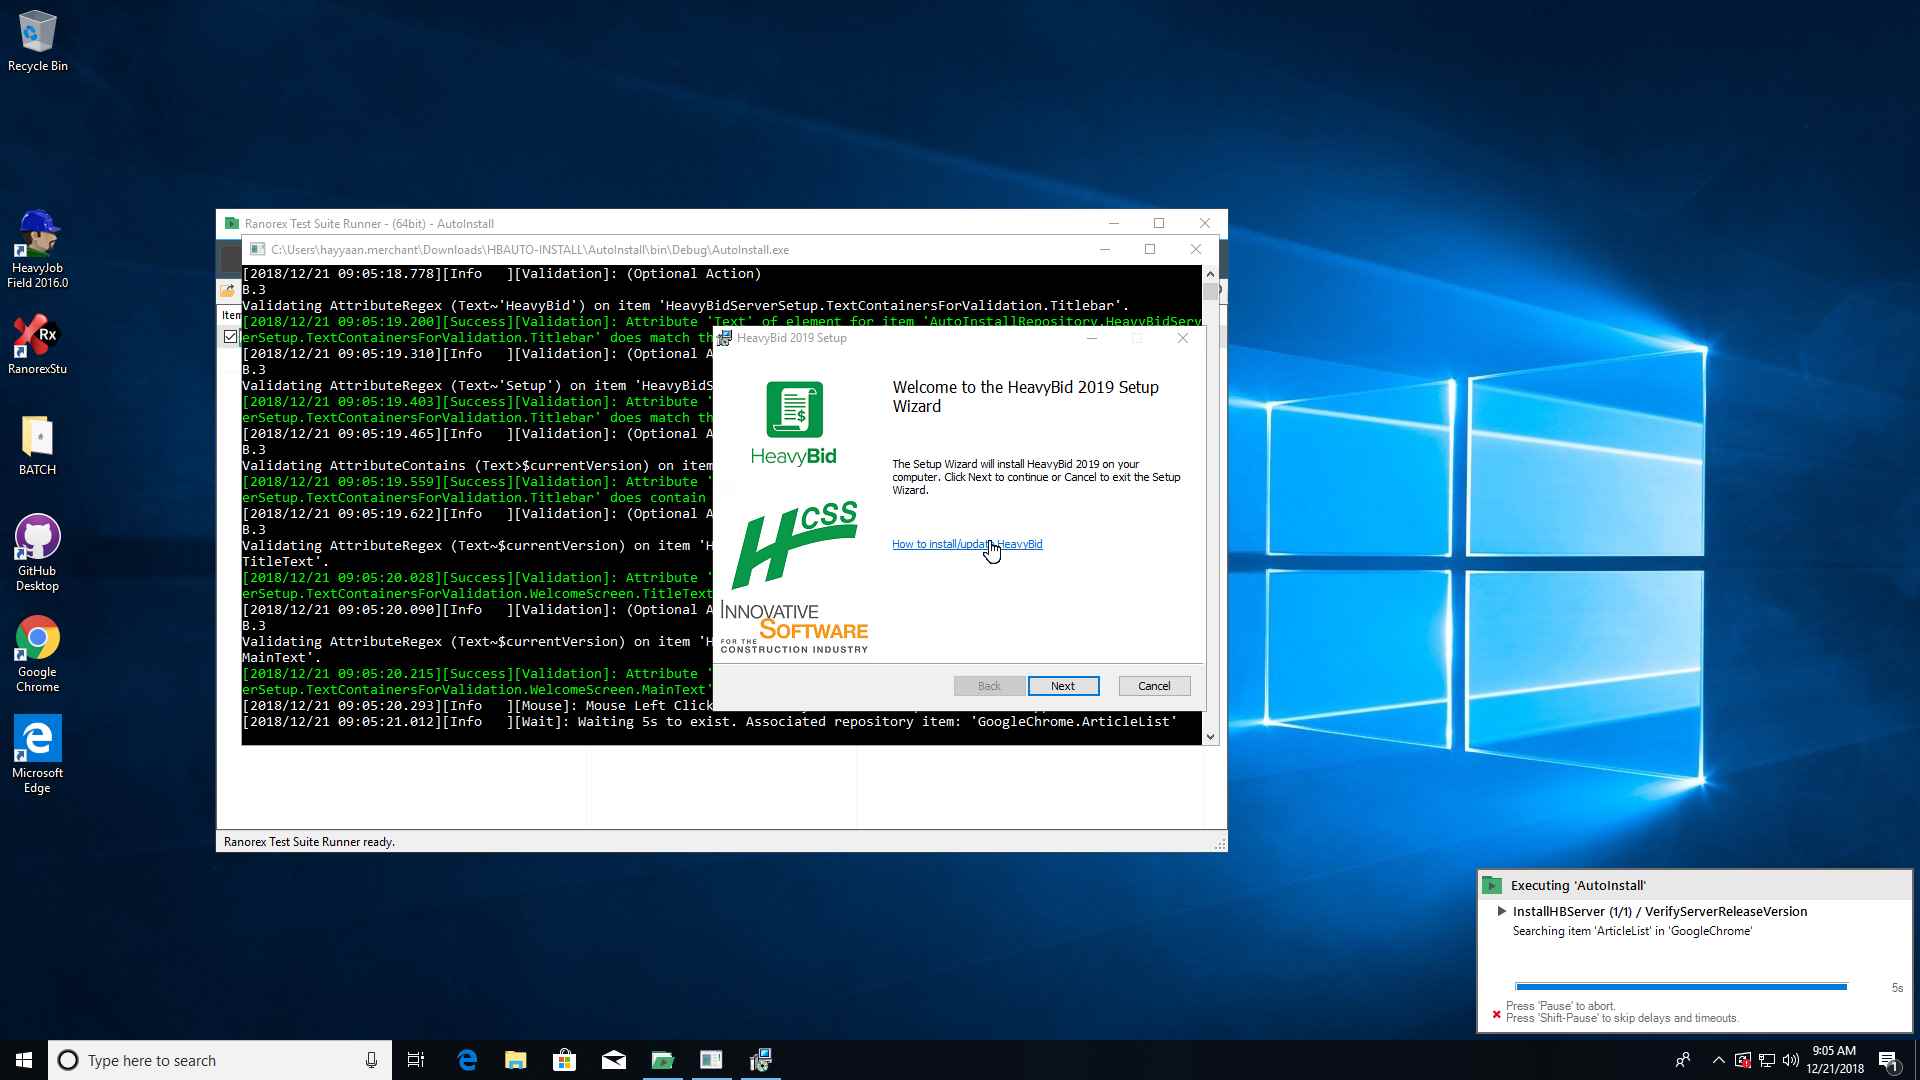 Recycle Bin
HeavyJob
Field 2016.0
RanorexStu
BATCH
GitHub
Desktop
Google
Chrome
Microsoft
Edge
Ranorex Test Suite Runner - (64bit) - AutoInstall
C:\Users\hayyaan.merchant\Downloads\HBAUTO-INSTALL\AutoInstall\bin\Debug\AutoInstall.exe
Item
[2018/12/21 09:05:18.778][Info   ][Validation]: (Optional Action)
B.3
Validating AttributeRegex (Text~'HeavyBid') on item 'HeavyBidServerSetup.TextContainersForValidation.Titlebar'.
[2018/12/21 09:05:19.200][Success][Validation]: Attribute 'Text' of element for item 'AutoInstallRepository.HeavyBidServ
erSetup.TextContainersForValidation.Titlebar' does match th
[2018/12/21 09:05:19.310][Info   ][Validation]: (Optional A
B.3
Validating AttributeRegex (Text~'Setup') on item 'HeavyBidS
[2018/12/21 09:05:19.403][Success][Validation]: Attribute '
erSetup.TextContainersForValidation.Titlebar' does match th
[2018/12/21 09:05:19.465][Info   ][Validation]: (Optional A
B.3
Validating AttributeContains (Text>$currentVersion) on item
[2018/12/21 09:05:19.559][Success][Validation]: Attribute '
erSetup.TextContainersForValidation.Titlebar' does contain
[2018/12/21 09:05:19.622][Info   ][Validation]: (Optional A
B.3
Validating AttributeRegex (Text~$currentVersion) on item 'H
TitleText'.
[2018/12/21 09:05:20.028][Success][Validation]: Attribute '
erSetup.TextContainersForValidation.WelcomeScreen.TitleText
[2018/12/21 09:05:20.090][Info   ][Validation]: (Optional A
B.3
Validating AttributeRegex (Text~$currentVersion) on item 'H
MainText'.
[2018/12/21 09:05:20.215][Success][Validation]: Attribute '
erSetup.TextContainersForValidation.WelcomeScreen.MainText'
[2018/12/21 09:05:20.293][Info   ][Mouse]: Mouse Left Click
[2018/12/21 09:05:21.012][Info   ][Wait]: Waiting 5s to exist. Associated repository item: 'GoogleChrome.ArticleList'
HeavyBid 2019 Setup
HeavyBid
HCSS
INNOVATIVE
SOFTWARE
FOR THE
CONSTRUCTION INDUSTRY
Welcome to the HeavyBid 2019 Setup
Wizard
The Setup Wizard will install HeavyBid 2019 on your
computer. Click Next to continue or Cancel to exit the Setup
Wizard.
How to install/update HeavyBid
Back
Next
Cancel
Ranorex Test Suite Runner ready.
Executing 'AutoInstall'
InstallHBServer (1/1) / VerifyServerReleaseVersion
Searching item 'ArticleList' in 'GoogleChrome'
5s
Press 'Pause' to abort.
Press 'Shift-Pause' to skip delays and timeouts.
Type here to search
9:05 AM
12/21/2018
1